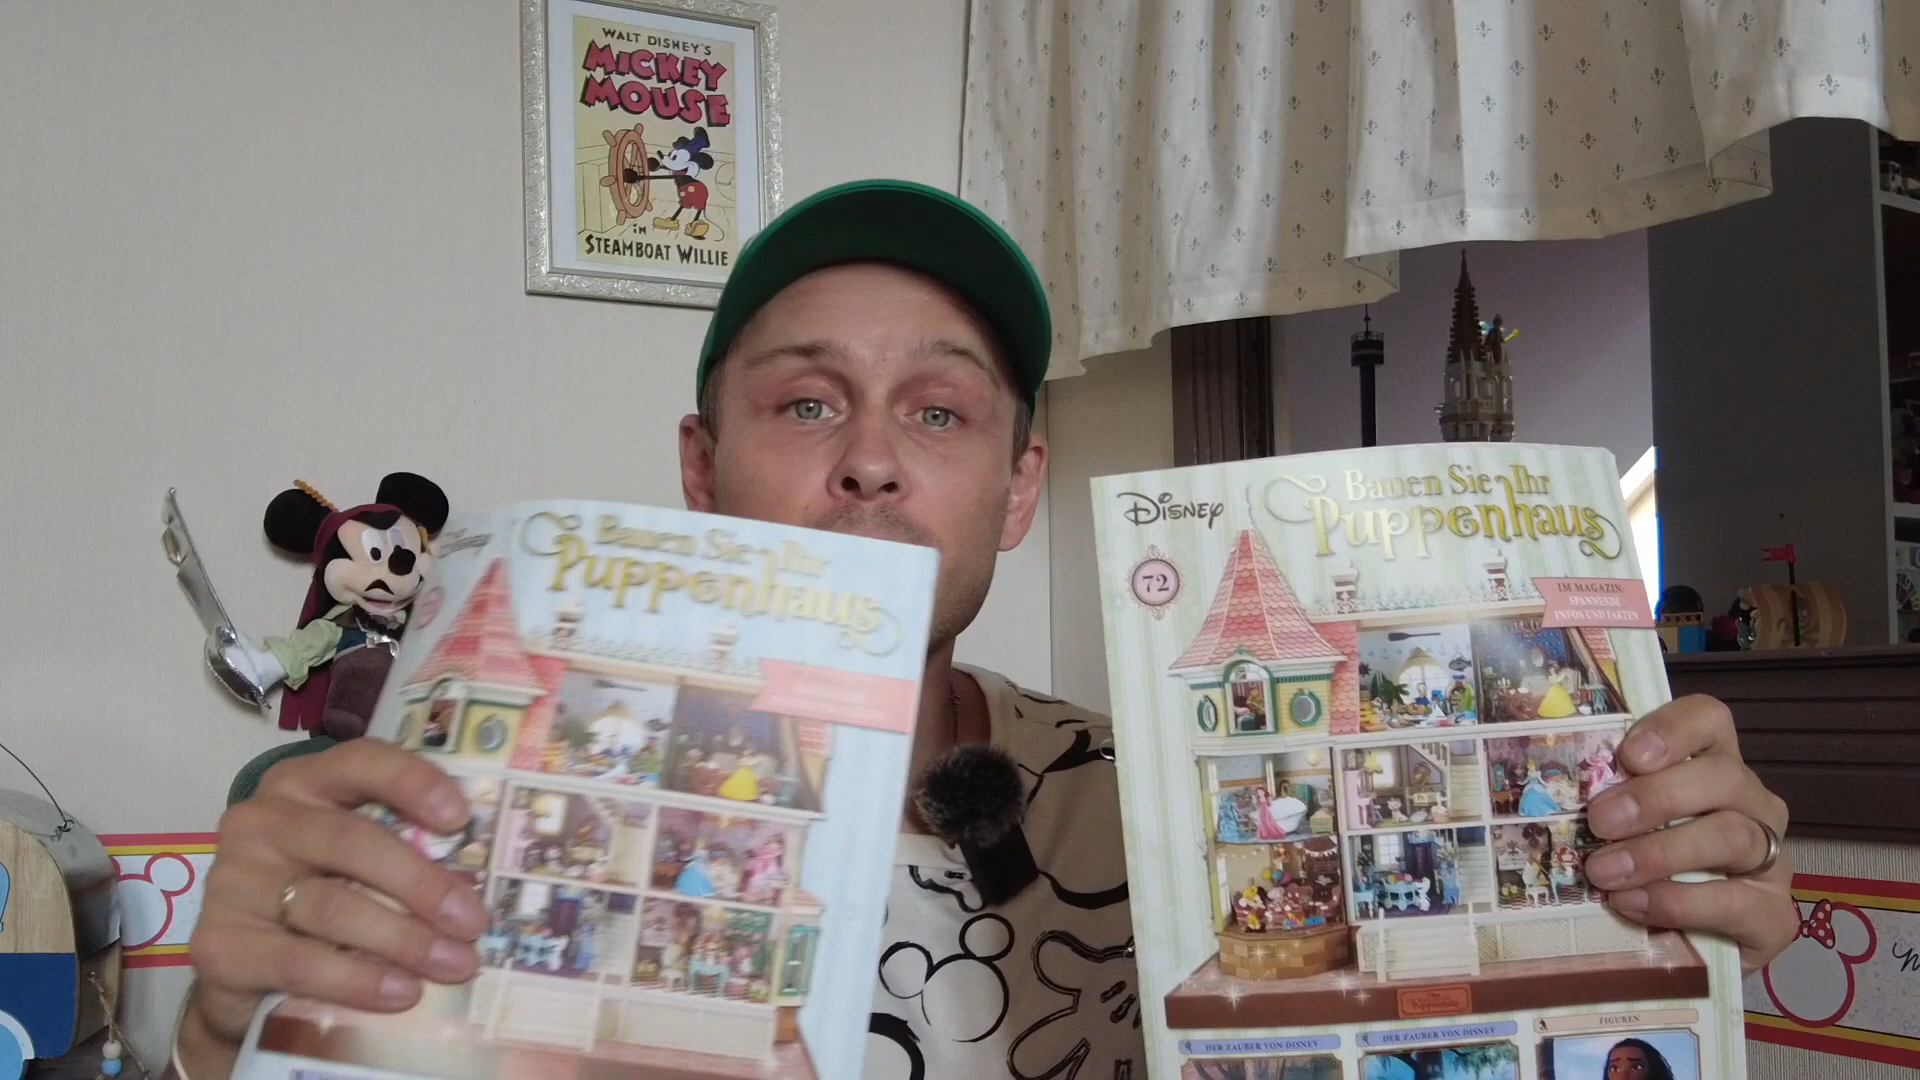 WALT DISNEY'S
MICKEY
MOUSE
IN
STEAMBOAT WILLIE
Disney
Bauen Sie Ihr
Puppenhaus
Disney
Bauen Sie Ihr
Puppenhaus
72
IM MAGAZIN:
SPANNENDE
INFOS UND FAKTEN
DER ZAUBER VON DISNEY
DER ZAUBER VON DISNEY
FIGUREN